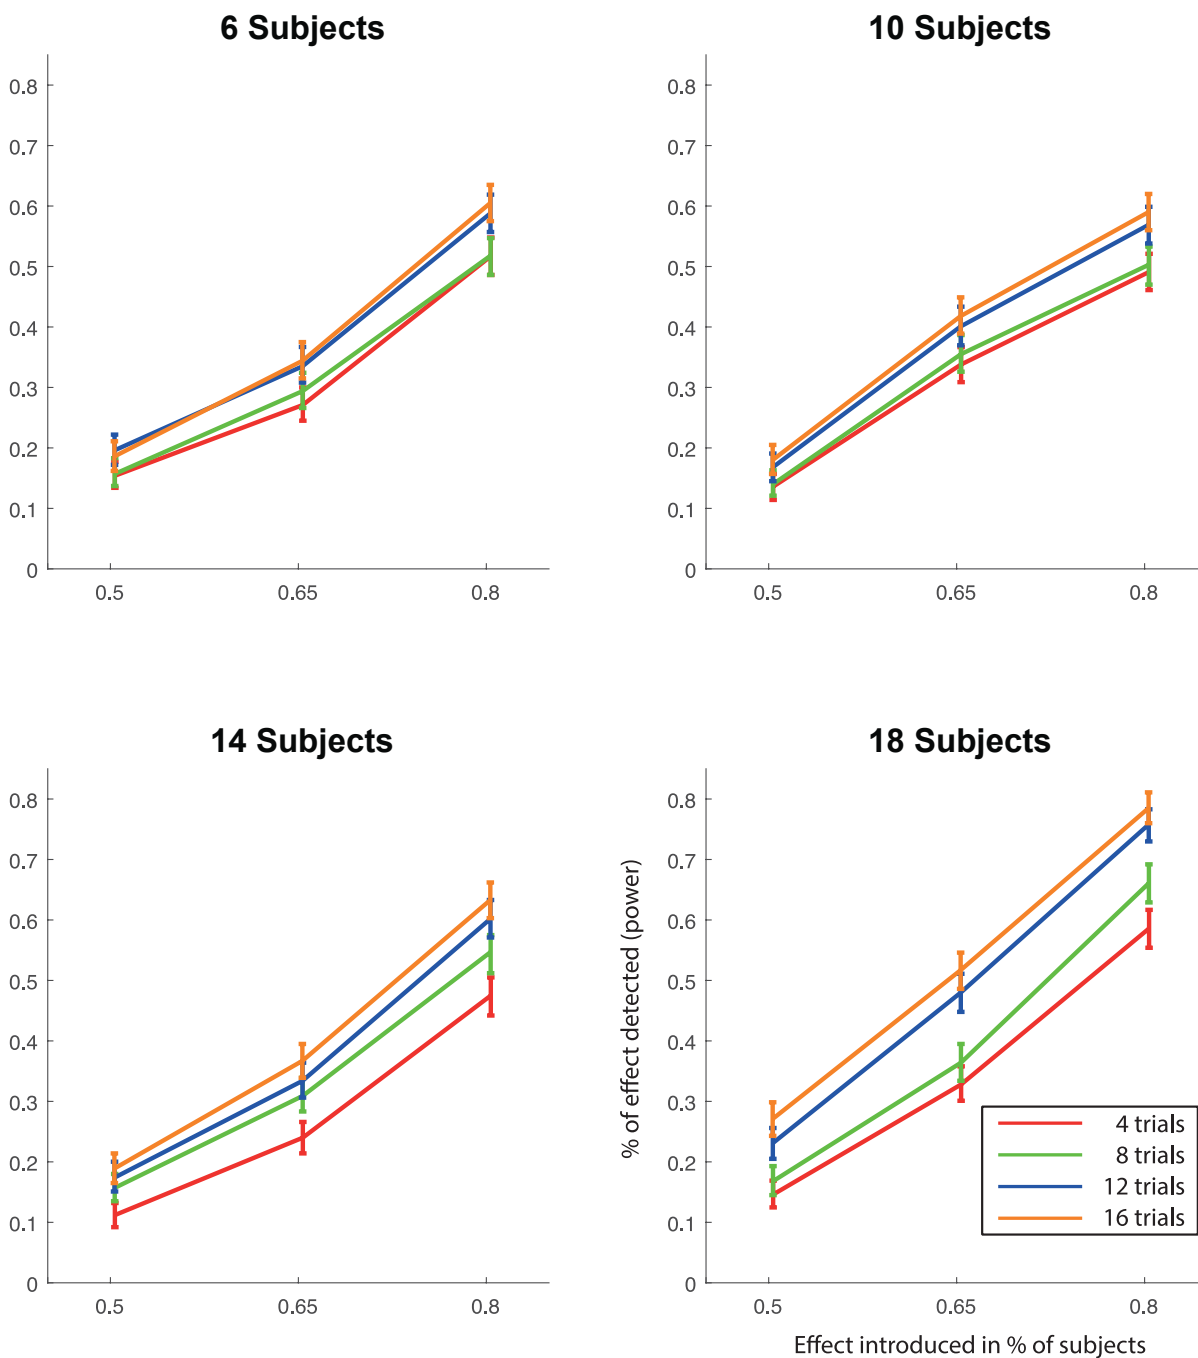 6 Subjects
0.8
0.7
0.6
0.5
0.4
0.3
0.2
0.1
0
0.5 0.65 0.8
10 Subjects
0.8
0.7
0.6
0.5
0.4
0.3
0.2
0.1
0
0.5 0.65 0.8
14 Subjects
0.8
0.7
0.6
0.5
0.4
0.3
0.2
0.1
0
0.5 0.65 0.8
18 Subjects
% of effect detected (power)
0.8
0.7
0.6
0.5
0.4
0.3
0.2
0.1
0
0.5 0.65 0.8
Effect introduced in % of subjects
4 trials
8 trials
12 trials
16 trials